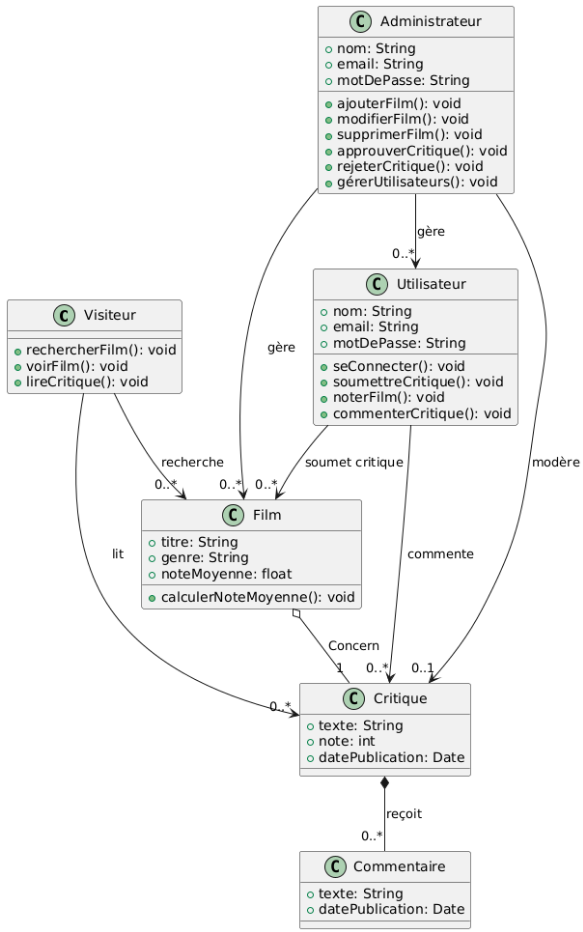 C Administrateur
nom: String
email: String
motDePasse: String
ajouterFilm(): void
modifierFilm(): void
supprimerFilm(): void
approuverCritique(): void
rejeterCritique(): void
gérerUtilisateurs(): void
gère
0..*
C Utilisateur
nom: String
email: String
motDePasse: String
seConnecter(): void
soumettreCritique(): void
noterFilm(): void
commenterCritique(): void
C Visiteur
rechercherFilm(): void
voirFilm(): void
lireCritique(): void
gère
recherche
soumet critique
modère
0..*
0..*
0..*
C Film
titre: String
genre: String
noteMoyenne: float
calculerNoteMoyenne(): void
lit
commente
Concern
1
0..*
0..1
0..*
C Critique
texte: String
note: int
datePublication: Date
reçoit
0..*
C Commentaire
texte: String
datePublication: Date